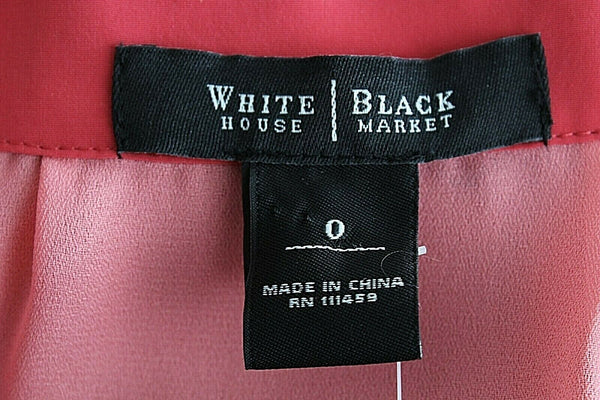 WHITE | BLACK
HOUSE | MARKET
0
MADE IN CHINA
RN 111459